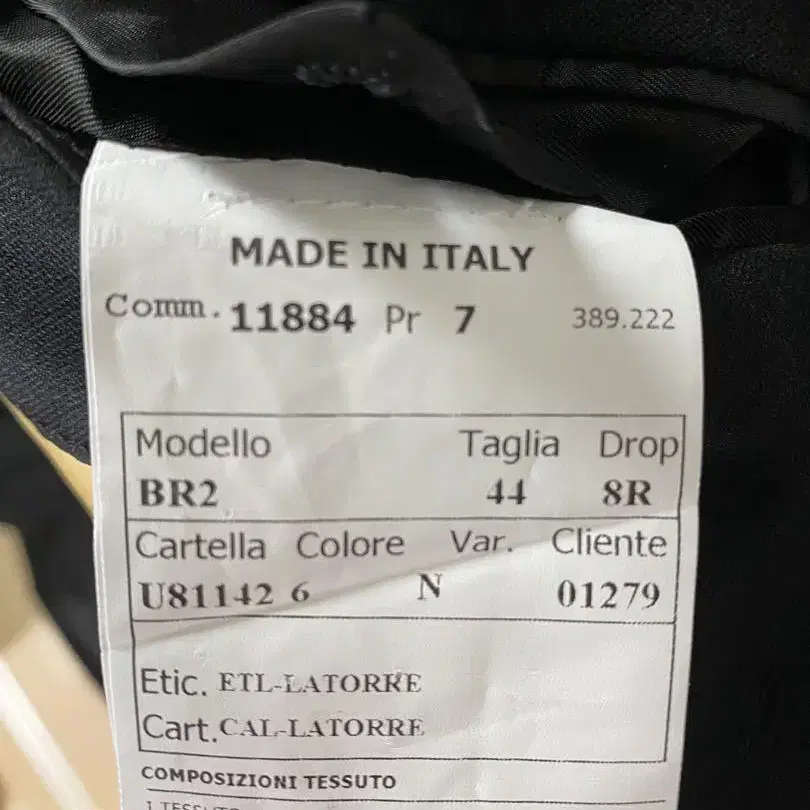 MADE IN ITALY
Comm. 11884 Pr 7 389.222
Modello Taglia Drop
BR2 44 8R
Cartella Colore Var. Cliente
U81142 6 N 01279
Etic. ETL-LATORRE
Cart. CAL-LATORRE
COMPOSIZIONI TESSUTO